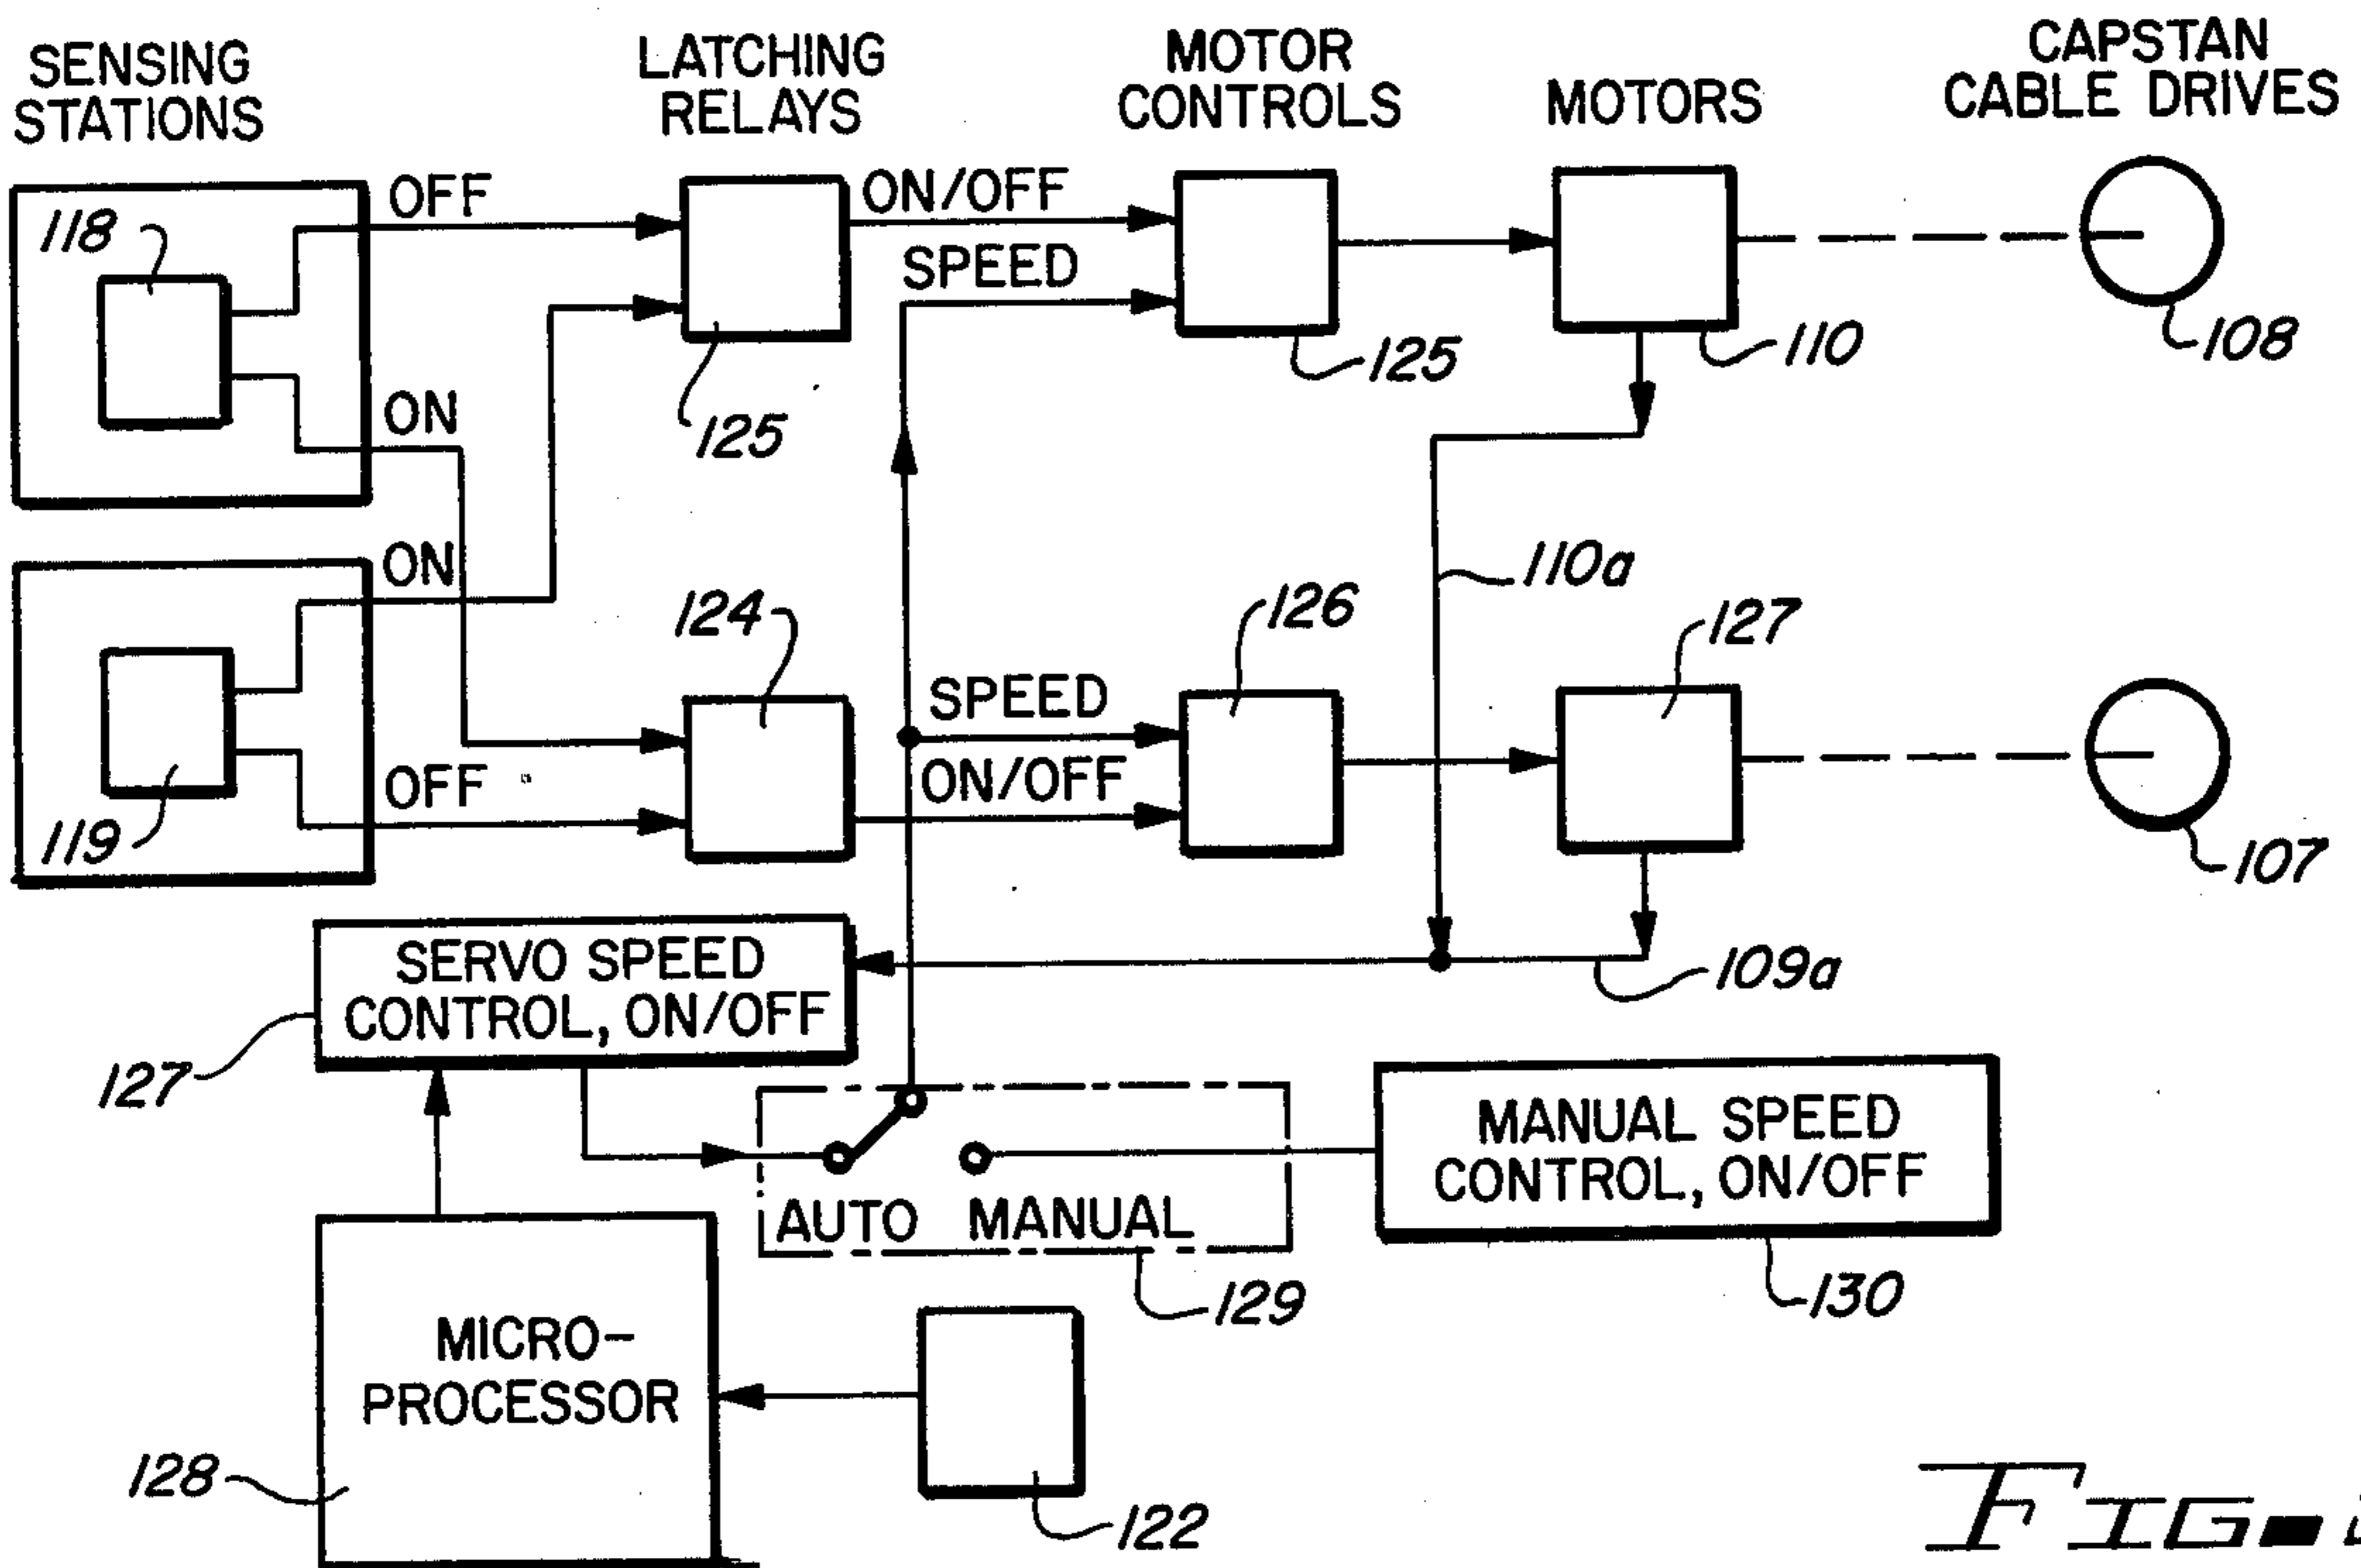 SENSING
STATIONS
LATCHING
RELAYS
MOTOR
CONTROLS
MOTORS
CAPSTAN
CABLE DRIVES
118
OFF
ON/OFF
SPEED
125
125
110
108
ON
ON
110a
119
OFF
124
SPEED
ON/OFF
126
127
107
SERVO SPEED
CONTROL, ON/OFF
127
109a
AUTO MANUAL
129
MANUAL SPEED
CONTROL, ON/OFF
130
MICRO-
PROCESSOR
128
122
FIG.